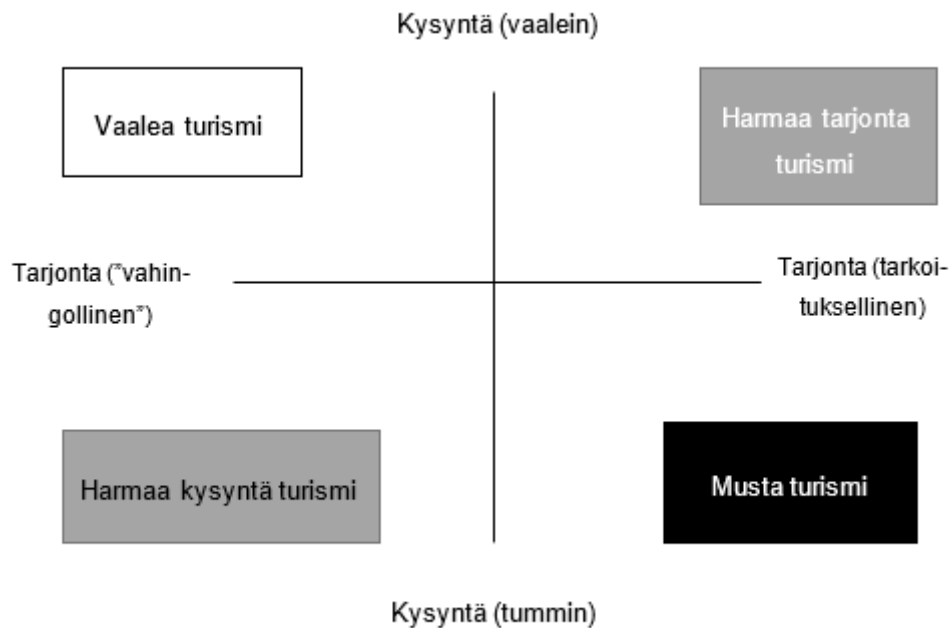 Kysyntä (vaalein)
Vaalea turismi
Harmaa tarjonta
turismi
Tarjonta ("vahin-
gollinen")
Tarjonta (tarkoi-
tuksellinen)
Harmaa kysyntä turismi
Musta turismi
Kysyntä (tummin)